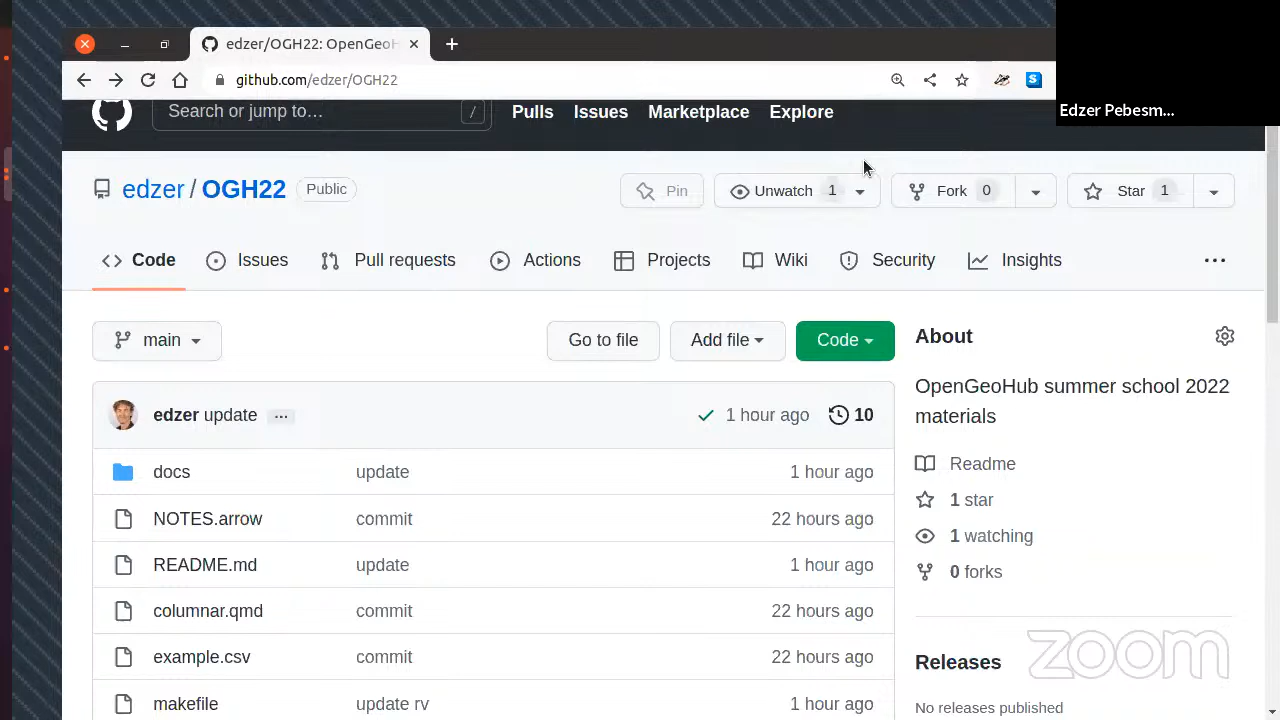 edzer/OGH22: OpenGeoH
github.com/edzer/OGH22
Edzer Pebesm...
Search or jump to…
/
Pulls
Issues
Marketplace
Explore
edzer / OGH22
Public
Pin
Unwatch 1
Fork 0
Star 1
Code
Issues
Pull requests
Actions
Projects
Wiki
Security
Insights
main
Go to file
Add file
Code
About
OpenGeoHub summer school 2022
materials
edzer update
1 hour ago
10
docs
update
1 hour ago
NOTES.arrow
commit
22 hours ago
README.md
update
1 hour ago
columnar.qmd
commit
22 hours ago
example.csv
commit
22 hours ago
makefile
update rv
1 hour ago
Readme
1 star
1 watching
0 forks
Releases
No releases published
zoom